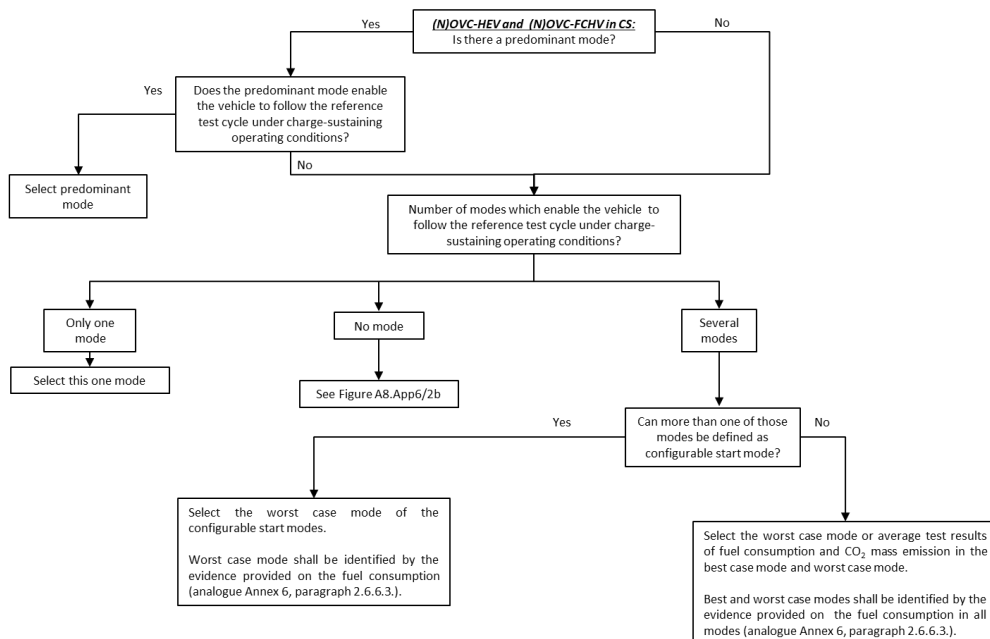 (N)OVC-HEV and (N)OVC-FCHV in CS:
Is there a predominant mode?
Yes
No
Yes
Does the predominant mode enable
the vehicle to follow the reference
test cycle under charge-sustaining
operating conditions?
No
Select predominant
mode
Number of modes which enable the vehicle to
follow the reference test cycle under charge-
sustaining operating conditions?
Only one
mode
No mode
Several
modes
Select this one mode
See Figure A8.App6/2b
Yes
Can more than one of those
modes be defined as
configurable start mode?
No
Select the worst case mode of the
configurable start modes.
Worst case mode shall be identified by the
evidence provided on the fuel consumption
(analogue Annex 6, paragraph 2.6.6.3.).
Select the worst case mode or average test results
of fuel consumption and CO₂ mass emission in the
best case mode and worst case mode.
Best and worst case modes shall be identified by the
evidence provided on the fuel consumption in all
modes (analogue Annex 6, paragraph 2.6.6.3.).